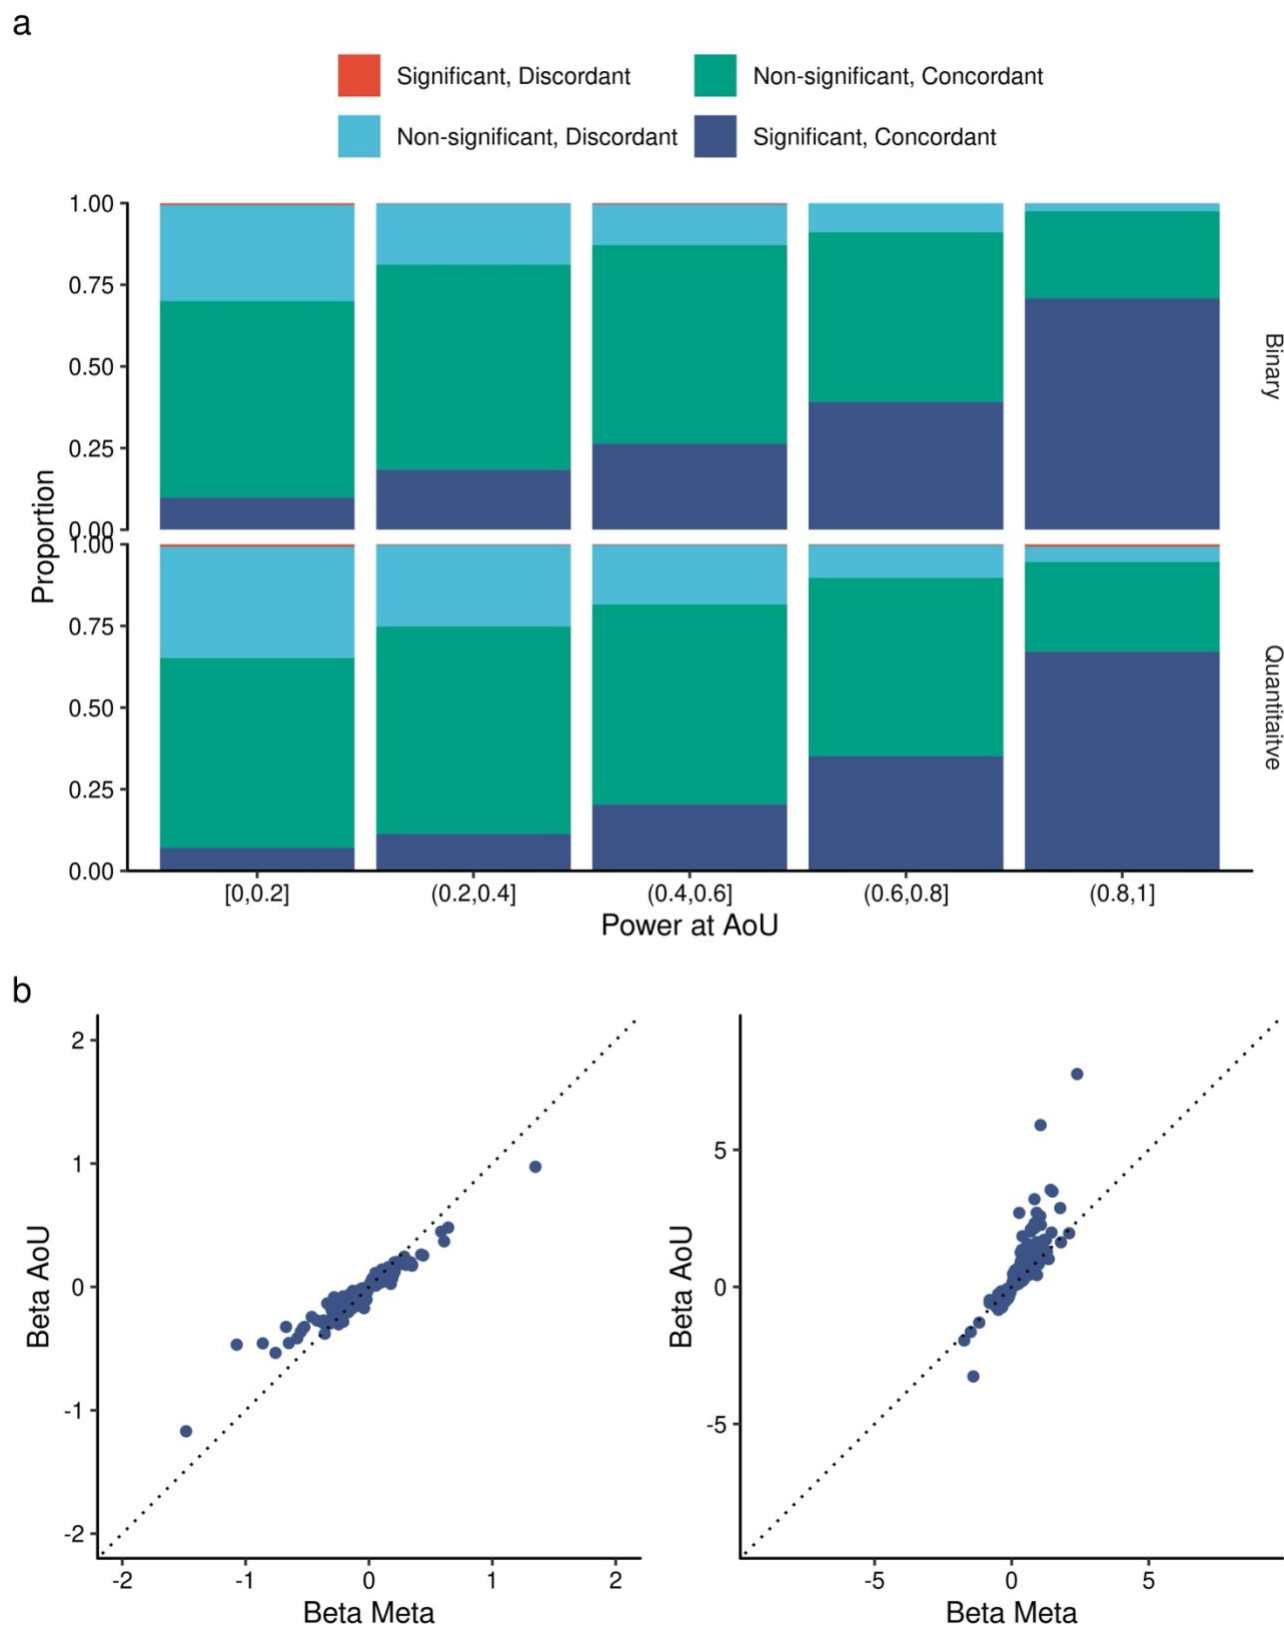 a
Significant, Discordant
Non-significant, Concordant
Non-significant, Discordant
Significant, Concordant
1.00
0.75
0.50
0.25
0.00
Binary
Proportion
1.00
0.75
0.50
0.25
0.00
Quantitaitve
[0,0.2]
(0.2,0.4]
(0.4,0.6]
(0.6,0.8]
(0.8,1]
Power at AoU
b
2
1
0
-1
-2
Beta AoU
-2
-1
0
1
2
Beta Meta
5
0
-5
Beta AoU
-5
0
5
Beta Meta